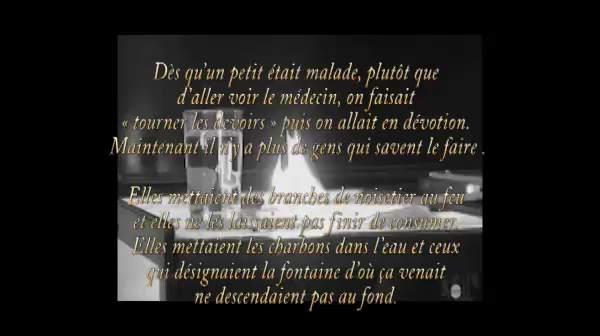 Dès qu'un petit était malade, plutôt que
d'aller voir le médecin, on faisait
« tourner les devoirs » puis on allait en dévotion.
Maintenant il n'y a plus de gens qui savent le faire .
Elles mettaient des branches de noisetier au feu
et elles ne les laissaient pas finir de consumer.
Elles mettaient les charbons dans l'eau et ceux
qui désignaient la fontaine d'où ça venait
ne descendaient pas au fond.